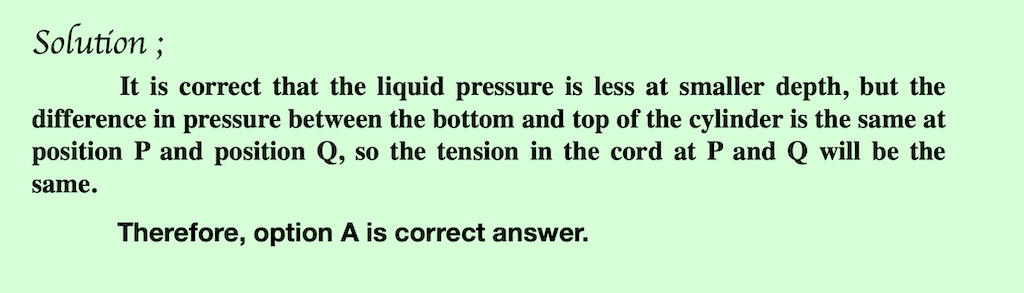 Solution ;
It is correct that the liquid pressure is less at smaller depth, but the
difference in pressure between the bottom and top of the cylinder is the same at
position P and position Q, so the tension in the cord at P and Q will be the
same.
Therefore, option A is correct answer.